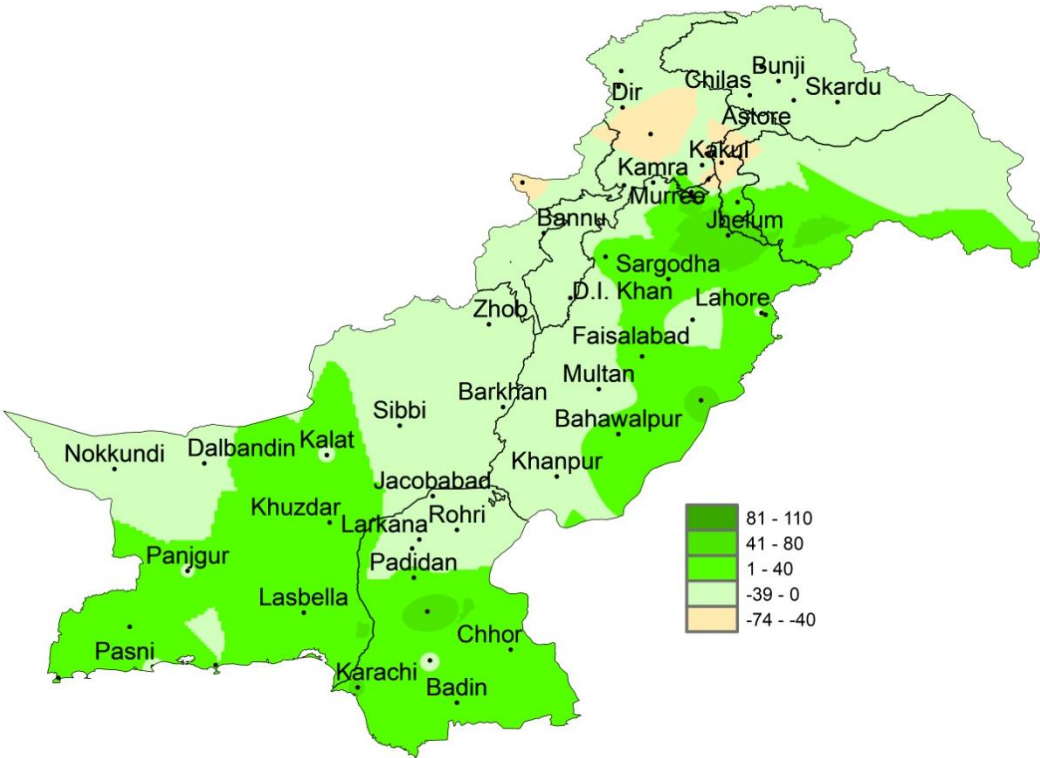 Bunji
Chilas
Skardu
Dir
Astore
Kakul
Kamra
Murree
Bannu
Jhelum
Sargodha
D.I. Khan
Lahore
Zhob
Faisalabad
Multan
Barkhan
Sibbi
Bahawalpur
Kalat
Dalbandin
Nokkundi
Khanpur
Jacobabad
Khuzdar
Larkana
Rohri
Panjgur
Padidan
Lasbella
Chhor
Pasni
Karachi
Badin
81 - 110
41 - 80
1 - 40
-39 - 0
-74 - -40